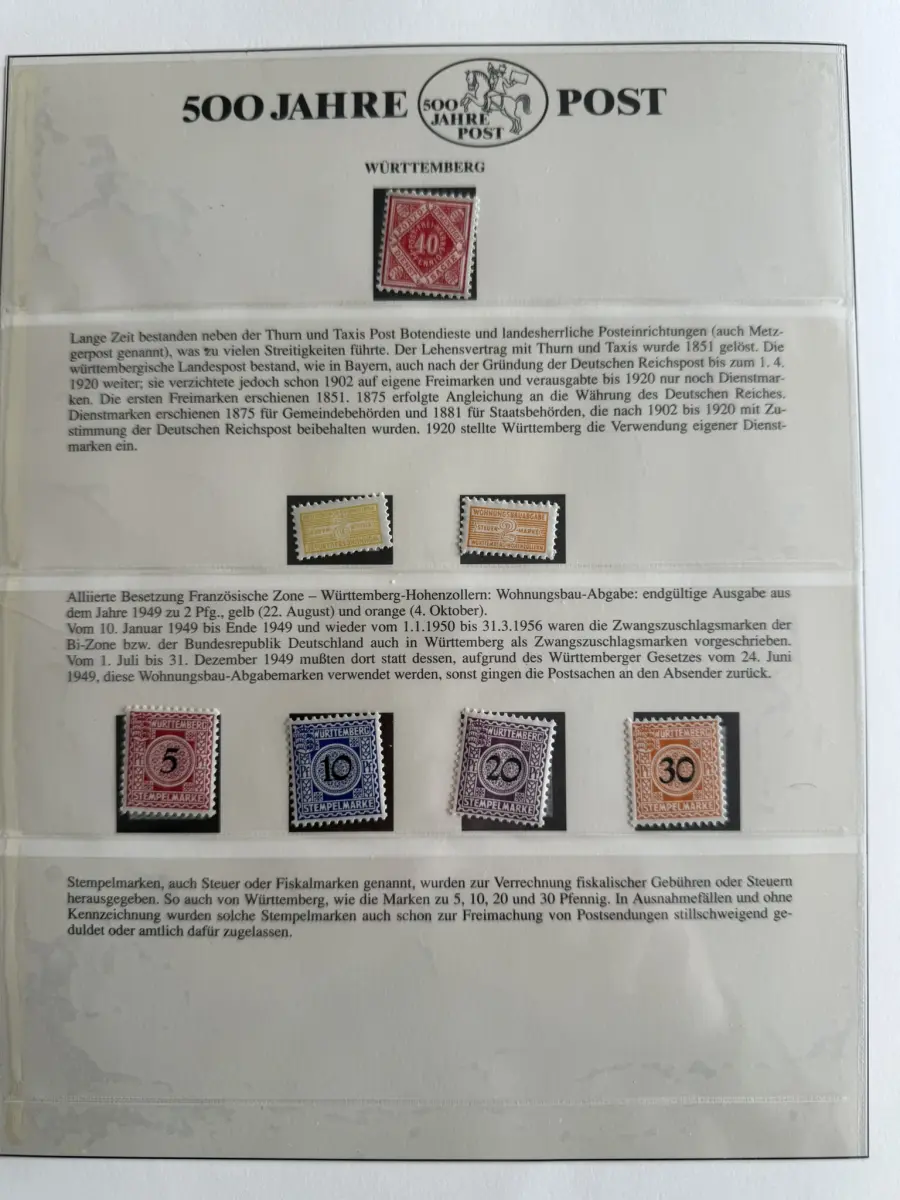 500 JAHRE
500
JAHRE
POST
POST
WÜRTTEMBERG
40
Lange Zeit bestanden neben der Thurn und Taxis Post Botendieste und landesherrliche Posteinrichtungen (auch Metz-
gerpost genannt), was zu vielen Streitigkeiten führte. Der Lehensvertrag mit Thurn und Taxis wurde 1851 gelöst. Die
württembergische Landespost bestand, wie in Bayern, auch nach der Gründung der Deutschen Reichspost bis zum 1. 4.
1920 weiter; sie verzichtete jedoch schon 1902 auf eigene Freimarken und verausgabte bis 1920 nur noch Dienstmar-
ken. Die ersten Freimarken erschienen 1851. 1875 erfolgte Angleichung an die Währung des Deutschen Reiches.
Dienstmarken erschienen 1875 für Gemeindebehörden und 1881 für Staatsbehörden, die nach 1902 bis 1920 mit Zu-
stimmung der Deutschen Reichspost beibehalten wurden. 1920 stellte Württemberg die Verwendung eigener Dienst-
marken ein.
WOHNUNGSBAUABGABE
STEUER 2 MARKE
WÜRTTEMBERG-HOHENZOLLERN
Alliierte Besetzung Französische Zone – Württemberg-Hohenzollern: Wohnungsbau-Abgabe: endgültige Ausgabe aus
dem Jahre 1949 zu 2 Pfg., gelb (22. August) und orange (4. Oktober).
Vom 10. Januar 1949 bis Ende 1949 und wieder vom 1.1.1950 bis 31.3.1956 waren die Zwangszuschlagsmarken der
Bi-Zone bzw. der Bundesrepublik Deutschland auch in Württemberg als Zwangszuschlagsmarken vorgeschrieben.
Vom 1. Juli bis 31. Dezember 1949 mußten dort statt dessen, aufgrund des Württemberger Gesetzes vom 24. Juni
1949, diese Wohnungsbau-Abgabemarken verwendet werden, sonst gingen die Postsachen an den Absender zurück.
WÜRTTEMBERG
5
STEMPELMARKE
WÜRTTEMBERG
10
STEMPELMARKE
WÜRTTEMBERG
20
STEMPELMARKE
WÜRTTEMBERG
30
STEMPELMARKE
Stempelmarken, auch Steuer oder Fiskalmarken genannt, wurden zur Verrechnung fiskalischer Gebühren oder Steuern
herausgegeben. So auch von Württemberg, wie die Marken zu 5, 10, 20 und 30 Pfennig. In Ausnahmefällen und ohne
Kennzeichnung wurden solche Stempelmarken auch schon zur Freimachung von Postsendungen stillschweigend ge-
duldet oder amtlich dafür zugelassen.